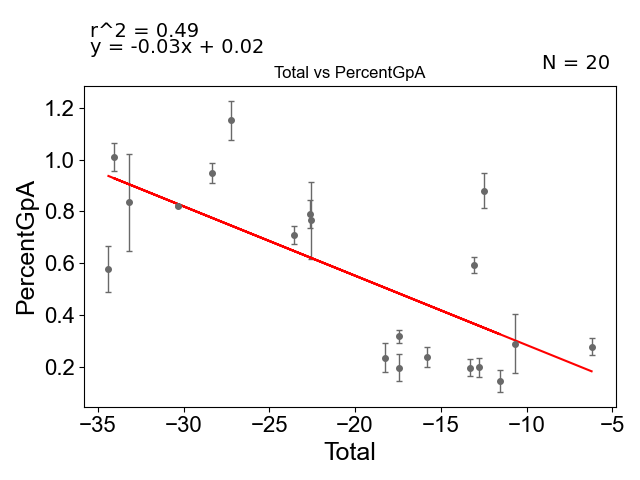 r^2 = 0.49
y = -0.03x + 0.02
N = 20
Total vs PercentGpA
1.2
1.0
0.8
0.6
0.4
0.2
PercentGpA
−35 −30 −25 −20 −15 −10 −5
Total